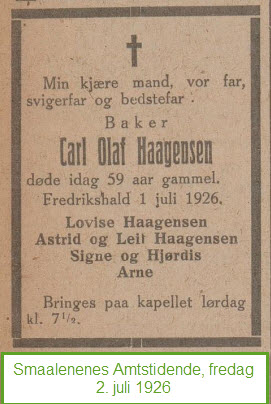 Min kjære mand, vor far,
svigerfar og bedstefar
Baker
Carl Olaf Haagensen
døde idag 59 aar gammel.
Fredrikshald 1 juli 1926.
Lovise Haagensen
Astrid og Leif Haagensen
Signe og Hjørdis
Arne
Bringes paa kapellet lørdag
kl. 7½.
Smaalenenes Amtstidende, fredag
2. juli 1926